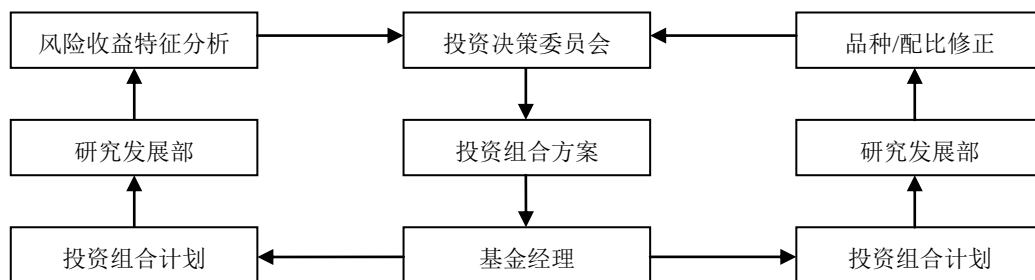 风险收益特征分析
投资决策委员会
品种/配比修正
研究发展部
投资组合方案
研究发展部
投资组合计划
基金经理
投资组合计划